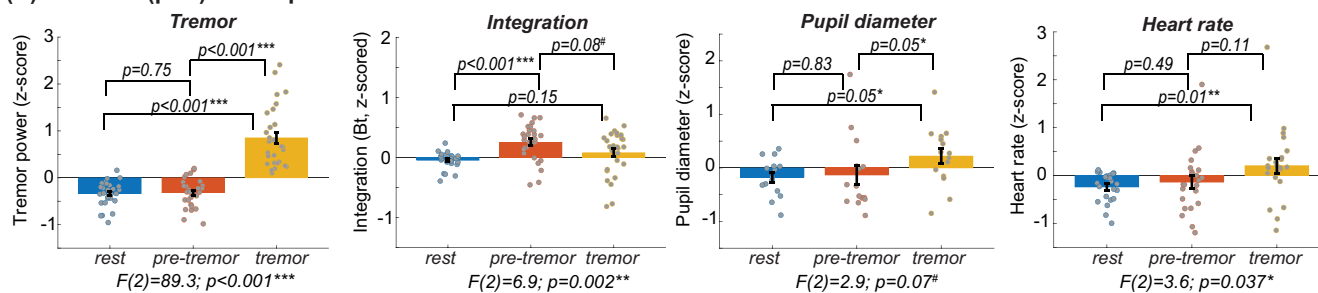 Tremor
Tremor power (z-score)
3
2
1
0
-1
p<0.001***
p=0.75
p<0.001***
rest pre-tremor tremor
F(2)=89.3; p<0.001***
Integration
Integration (Bt, z-scored)
2
1
0
-1
p=0.08#
p<0.001***
p=0.15
rest pre-tremor tremor
F(2)=6.9; p=0.002**
Pupil diameter
Pupil diameter (z-score)
2
1
0
-1
p=0.05*
p=0.83
p=0.05*
rest pre-tremor tremor
F(2)=2.9; p=0.07#
Heart rate
Heart rate (z-score)
3
2
1
0
-1
p=0.11
p=0.49
p=0.01**
rest pre-tremor tremor
F(2)=3.6; p=0.037*